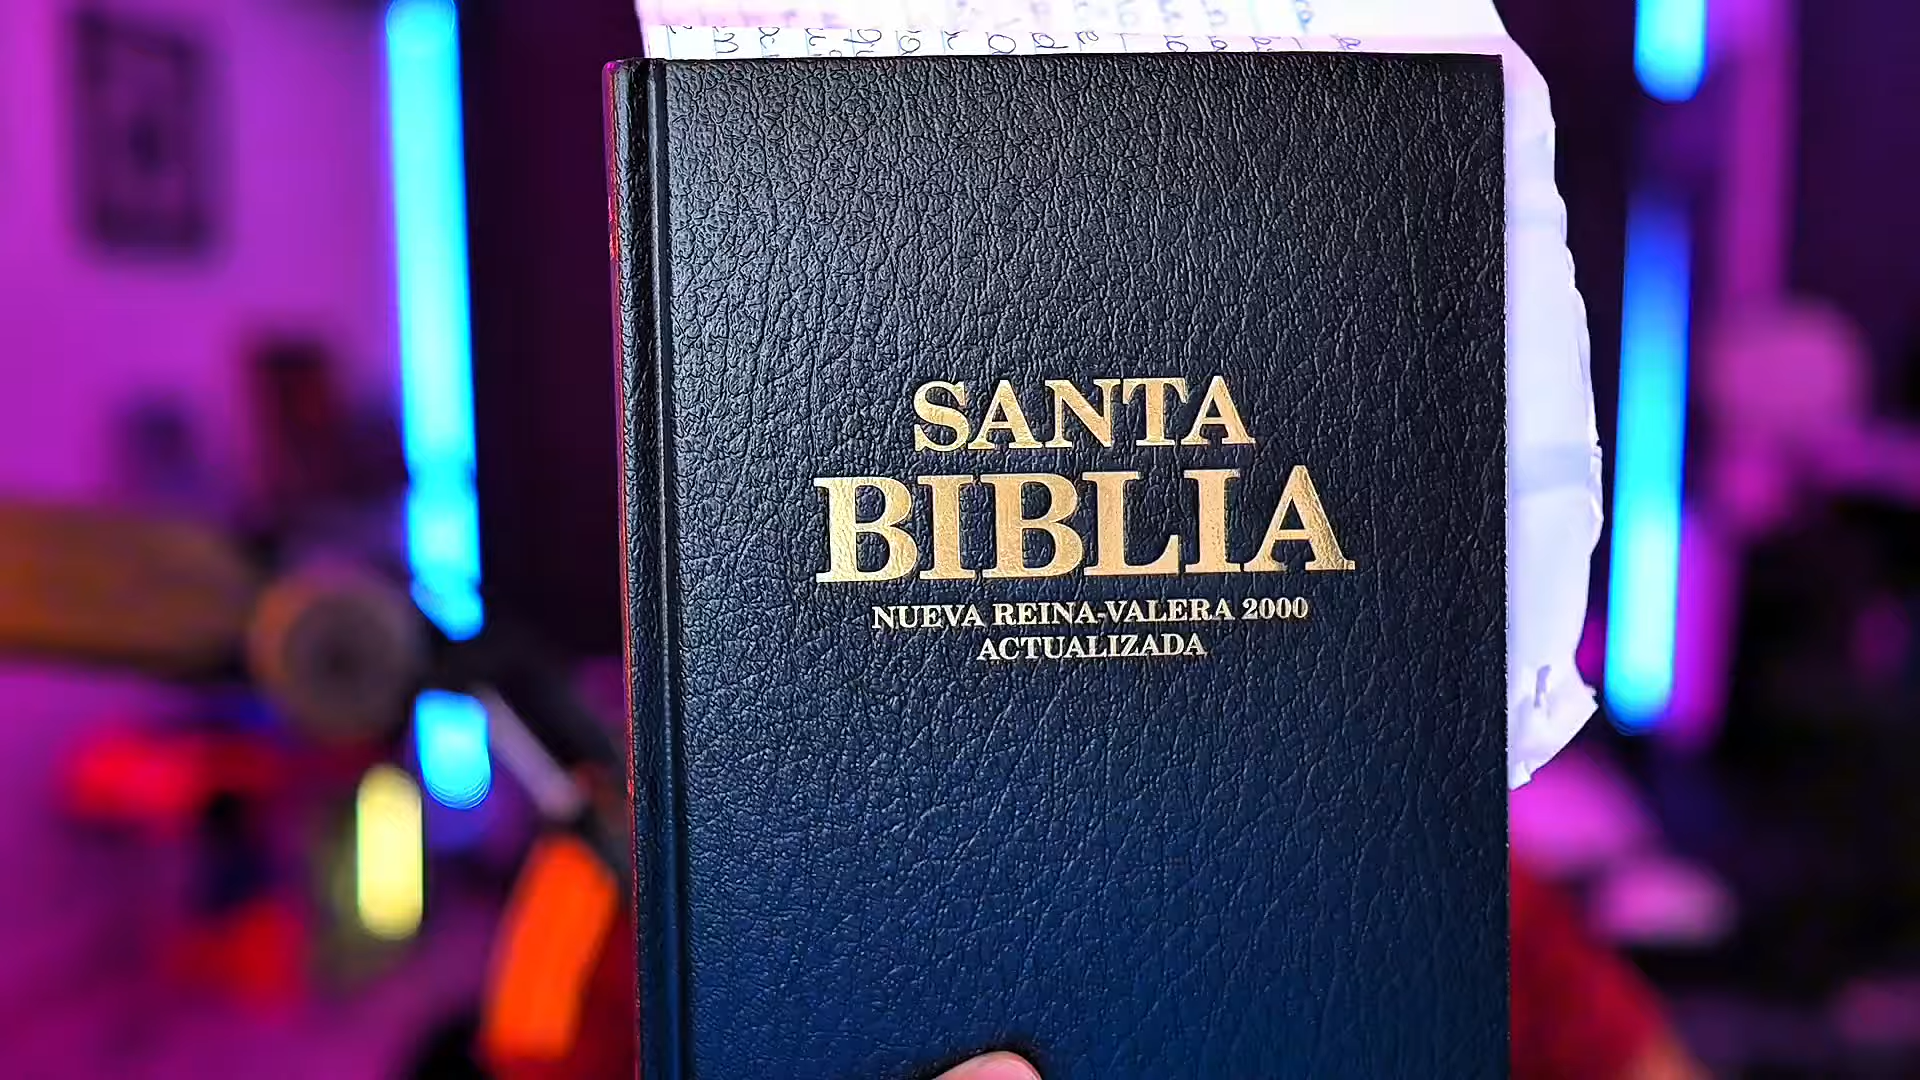 SANTA
BIBLIA
NUEVA REINA-VALERA 2000
ACTUALIZADA